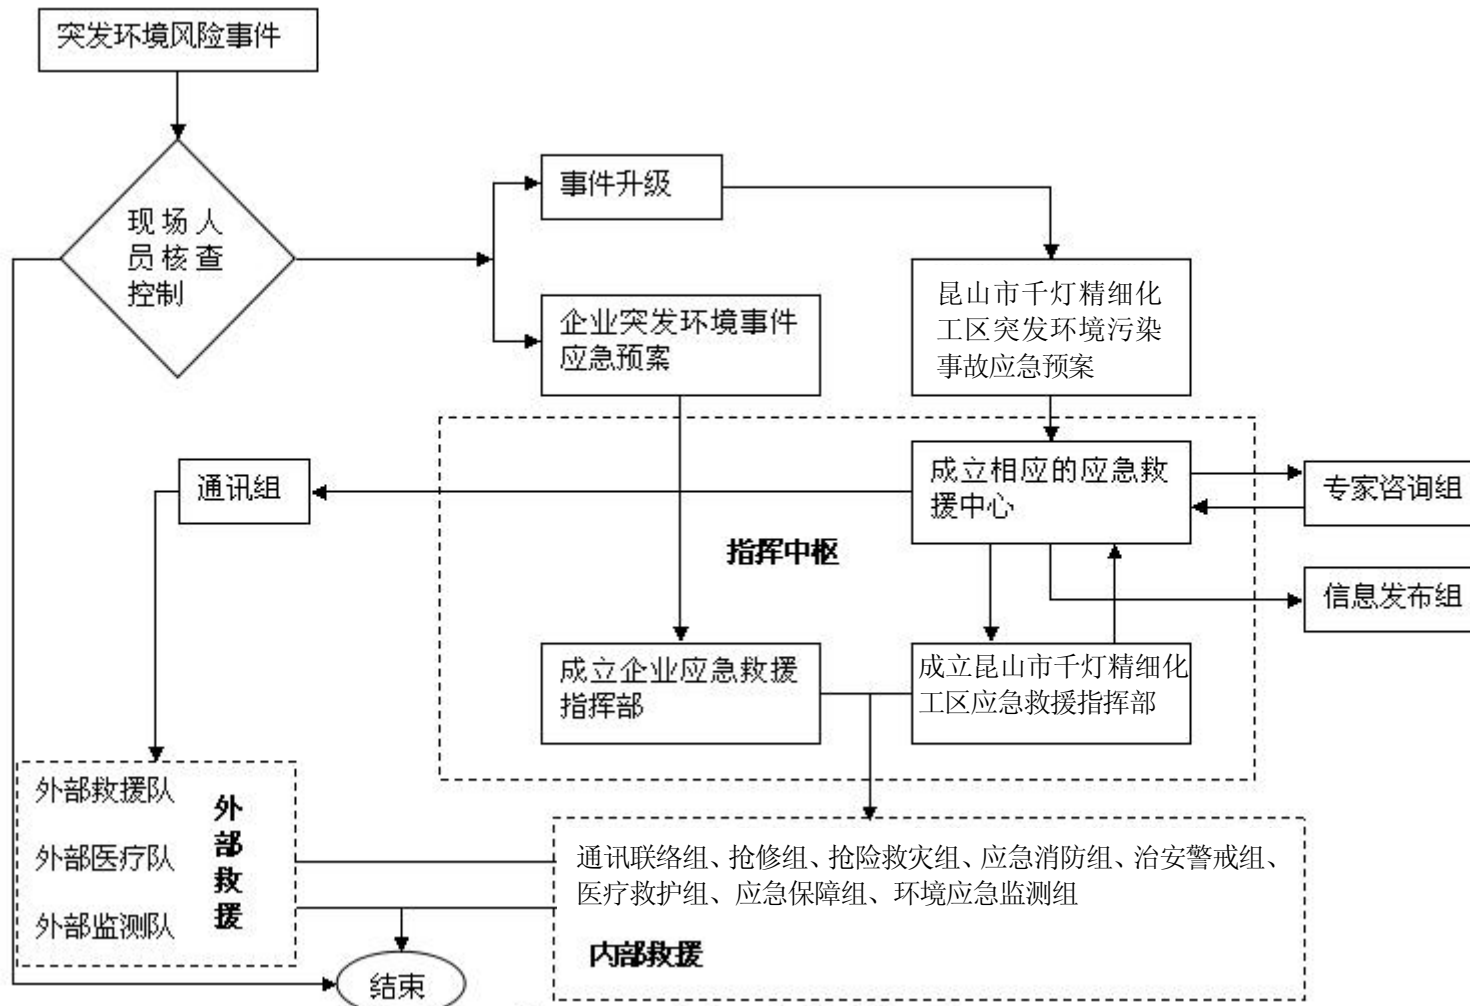 突发环境风险事件
现场人
员核查
控制
事件升级
企业突发环境事件
应急预案
昆山市千灯精细化
工区突发环境污染
事故应急预案
通讯组
成立相应的应急救
援中心
专家咨询组
指挥中枢
信息发布组
成立企业应急救援
指挥部
成立昆山市千灯精细化
工区应急救援指挥部
外部救援队
外部医疗队
外部监测队
外部救援
通讯联络组、抢修组、抢险救灾组、应急消防组、治安警戒组、
医疗救护组、应急保障组、环境应急监测组
内部救援
结束